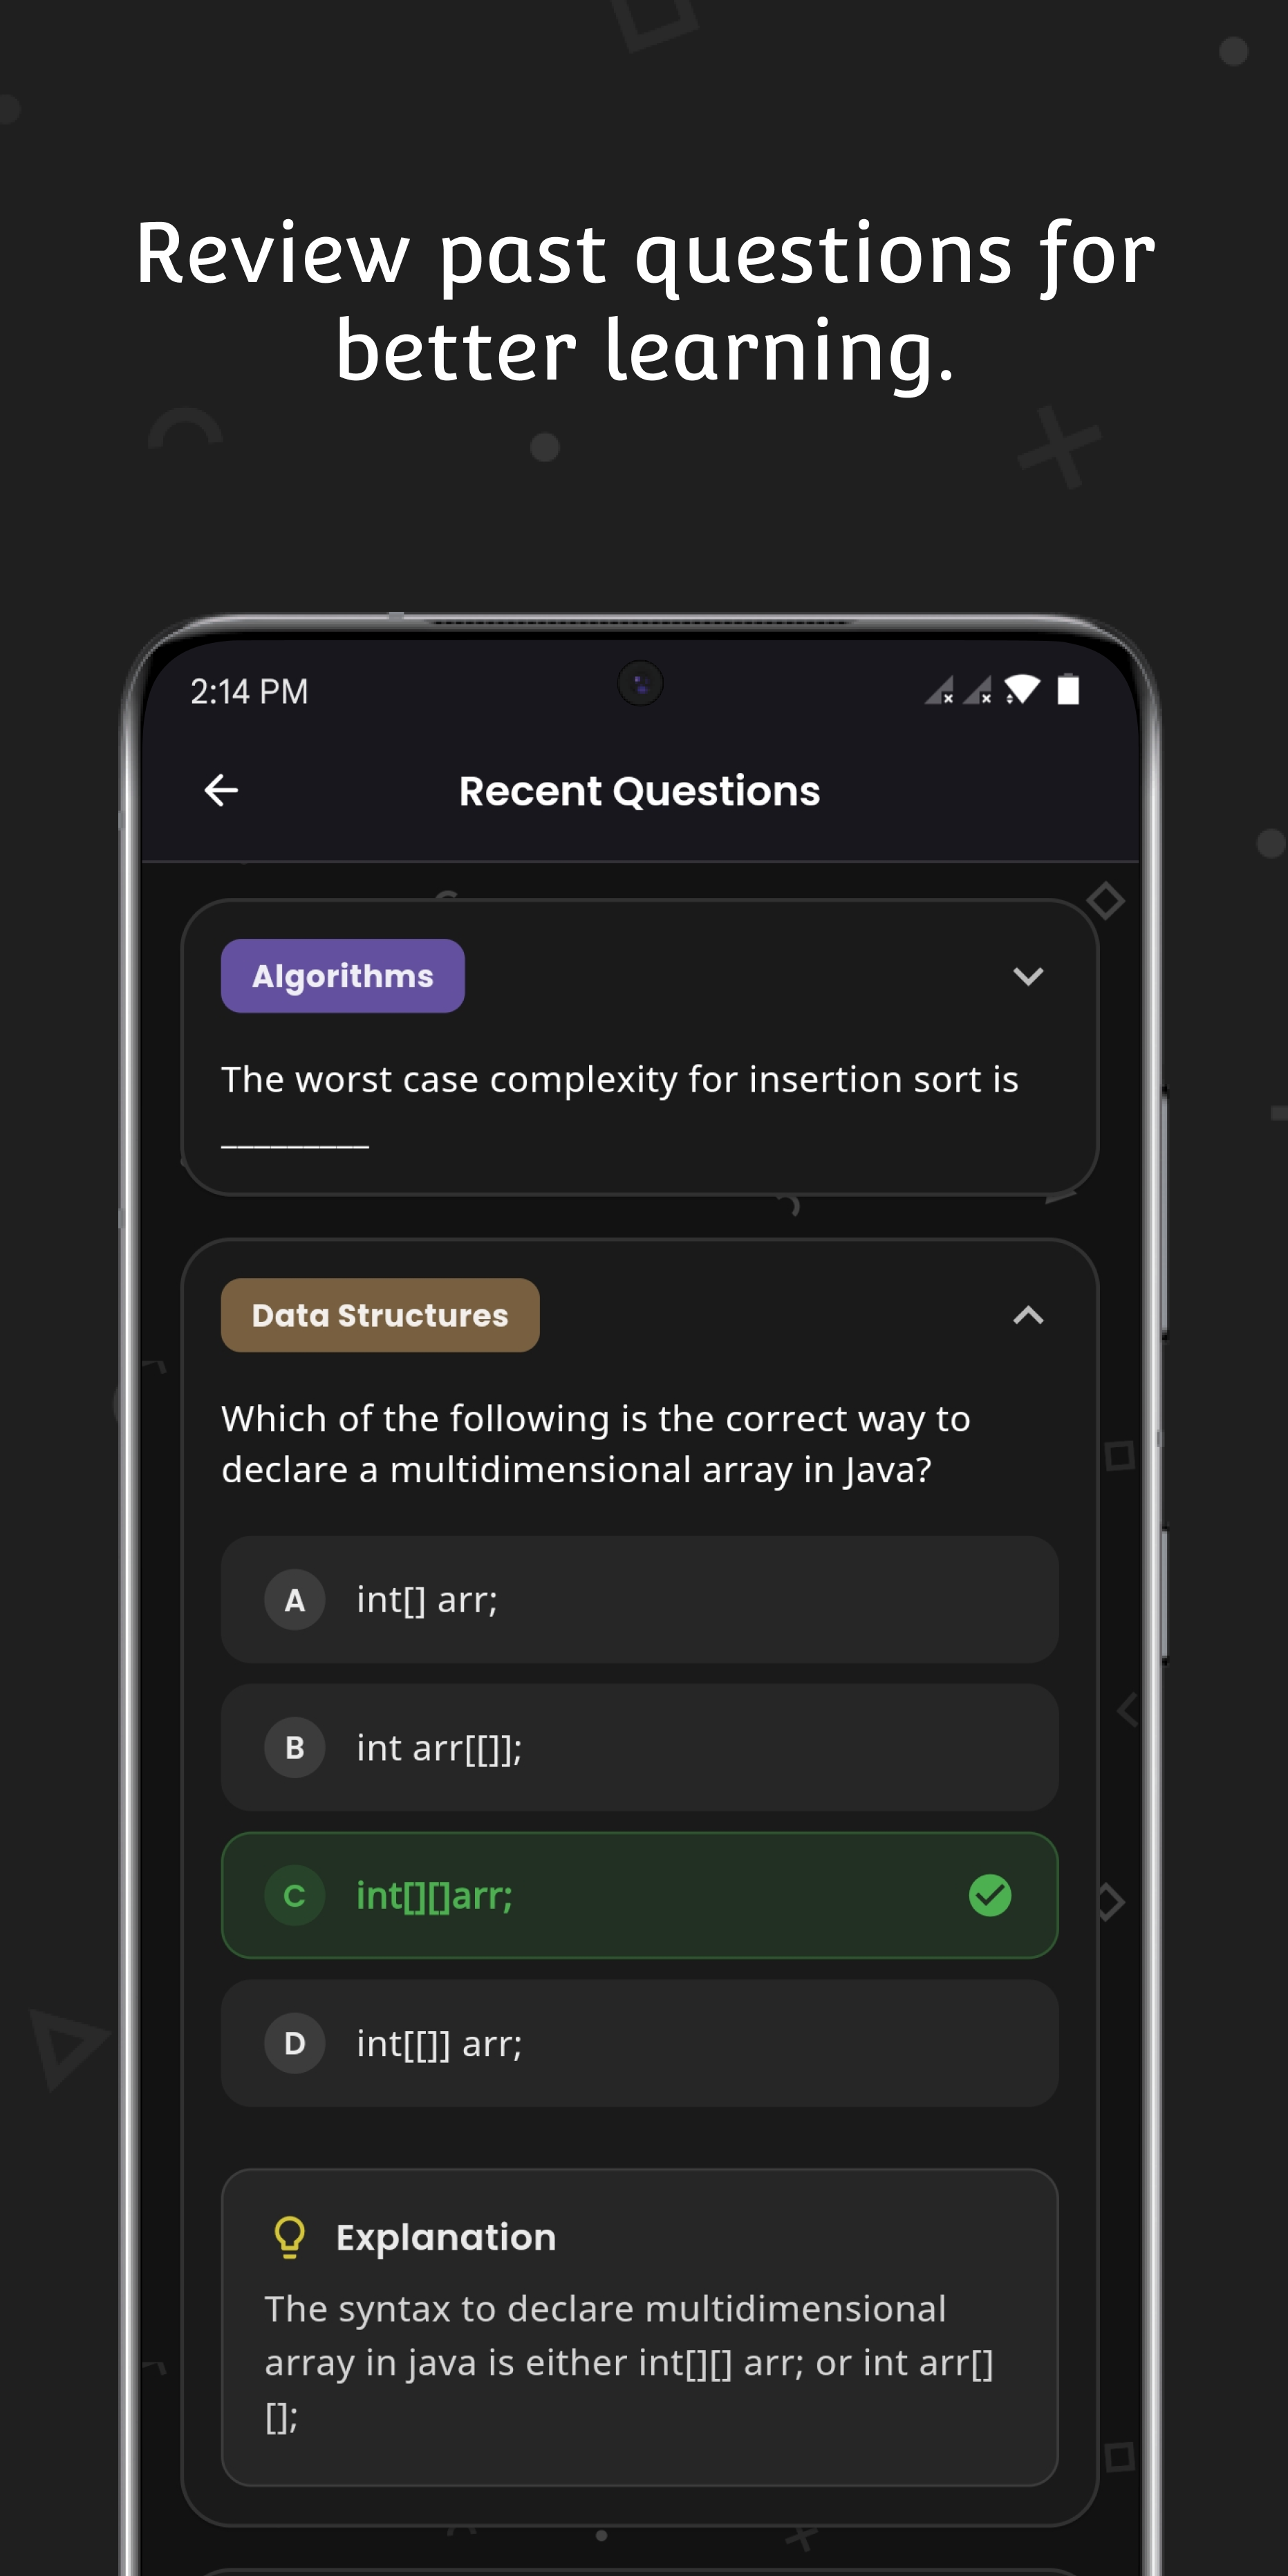 Review past questions for
better learning.
2:14 PM
Recent Questions
Algorithms
The worst case complexity for insertion sort is
_________
Data Structures
Which of the following is the correct way to
declare a multidimensional array in Java?
A int[] arr;
B int arr[[]];
C int[][]arr;
D int[[]] arr;
Explanation
The syntax to declare multidimensional
array in java is either int[][] arr; or int arr[]
[];